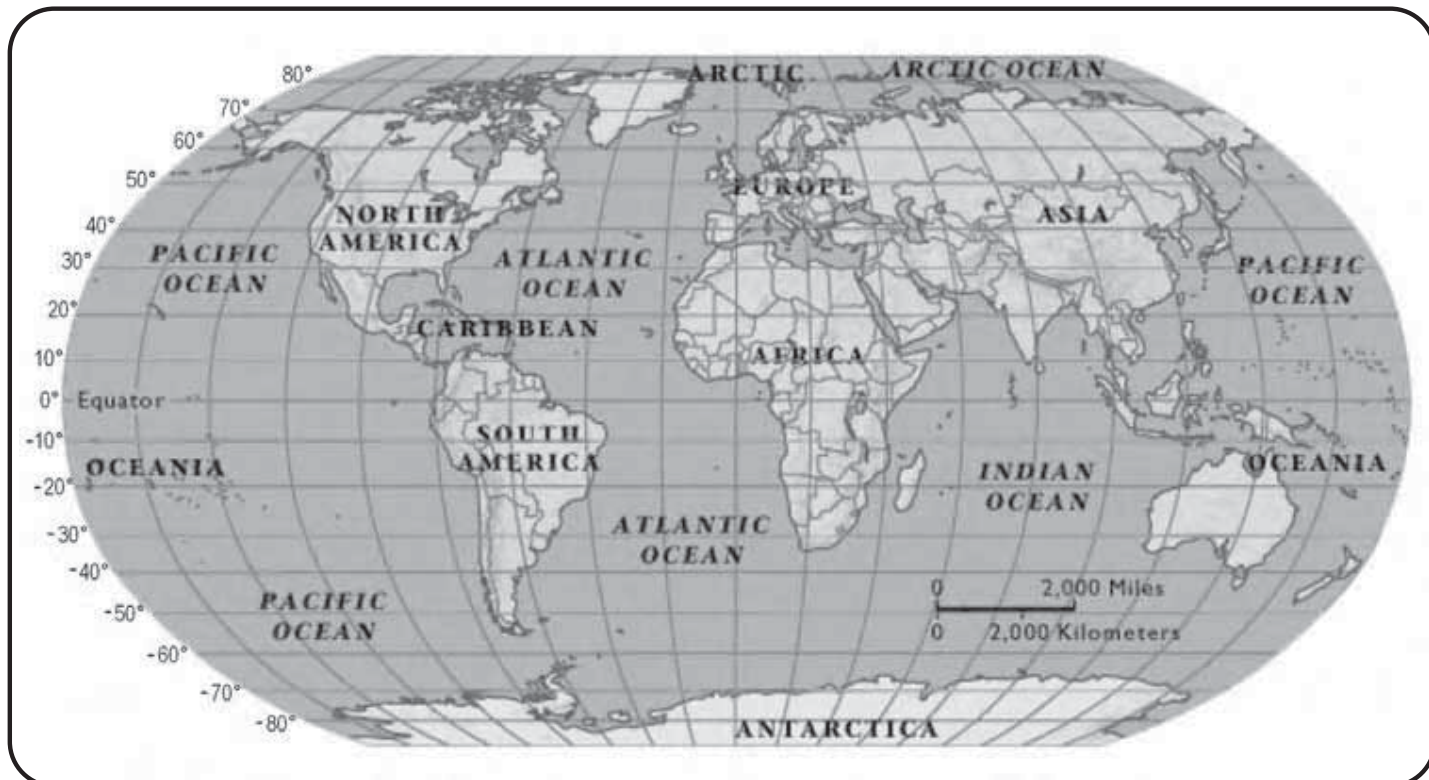 80°
ARCTIC
ARCTIC OCEAN
70°
60°
50°
EUROPE
NORTH
AMERICA
ASIA
40°
PACIFIC
OCEAN
30°
ATLANTIC
OCEAN
PACIFIC
OCEAN
20°
CARIBBEAN
10°
AFRICA
0°
Equator
-10°
SOUTH
AMERICA
OCEANIA
-20°
INDIAN
OCEAN
OCEANIA
-30°
ATLANTIC
OCEAN
-40°
0 2,000 Miles
0 2,000 Kilometers
-50°
PACIFIC
OCEAN
-60°
-70°
-80°
ANTARCTICA